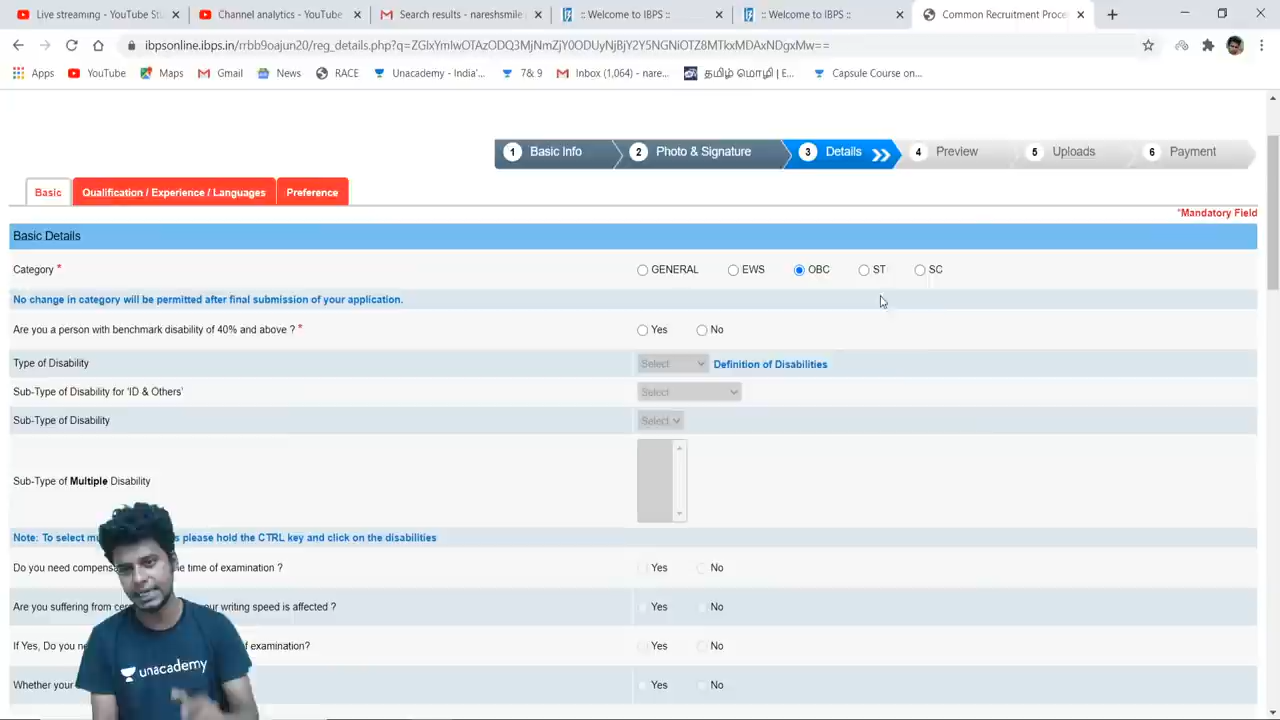 Live streaming - YouTube Stu
Channel analytics - YouTube
Search results - nareshsmile
:: Welcome to IBPS ::
:: Welcome to IBPS ::
Common Recruitment Proce
ibpsonline.ibps.in/rrbb9oajun20/reg_details.php?q=ZGIxYmIwOTAzODQ3MjNmZjY0ODUyNjBjY2Y5NGNiOTZ8MTkxMDAxNDgxMw==
Apps
YouTube
Maps
Gmail
News
RACE
Unacademy - India'...
7& 9
Inbox (1,064) - nare...
தமிழ் மொழி | E...
Capsule Course on...
1 Basic Info
2 Photo & Signature
3 Details
4 Preview
5 Uploads
6 Payment
Basic
Qualification / Experience / Languages
Preference
*Mandatory Field
Basic Details
Category * GENERAL EWS OBC ST SC
No change in category will be permitted after final submission of your application.
Are you a person with benchmark disability of 40% and above ? * Yes No
Type of Disability Select Definition of Disabilities
Sub-Type of Disability for 'ID & Others' Select
Sub-Type of Disability Select
Sub-Type of Multiple Disability
Note: To select mu s please hold the CTRL key and click on the disabilities
Do you need compens e time of examination ? Yes No
Are you suffering from cer our writing speed is affected ? Yes No
If Yes, Do you ne f examination? Yes No
Whether your Yes No
unacademy